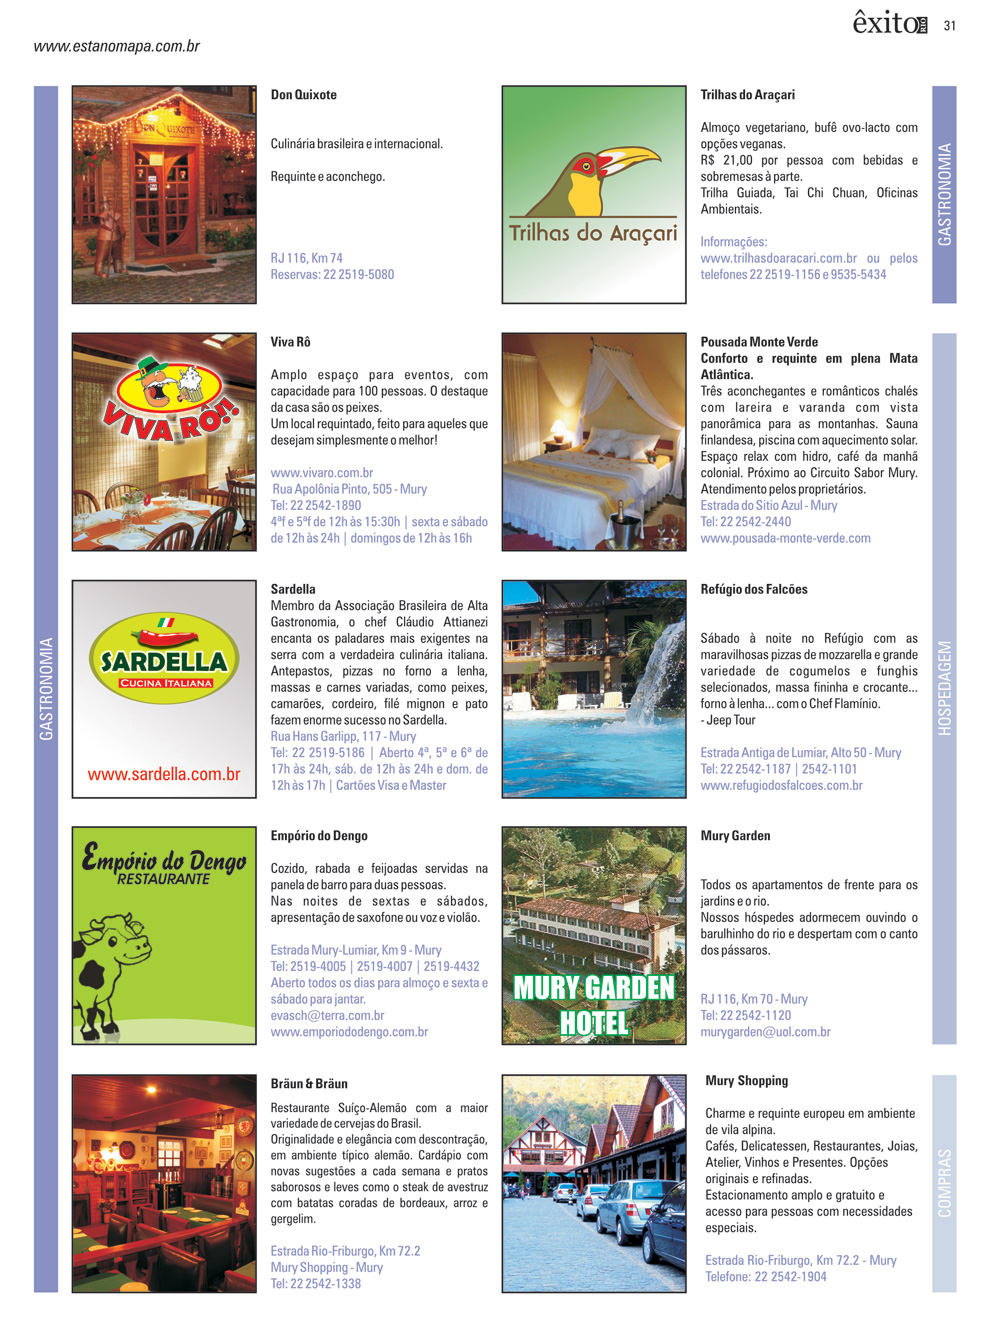 êxito
RIO
31
www.estanomapa.com.br
GASTRONOMIA
DON QUIXOTE
Don Quixote
Culinária brasileira e internacional.
Requinte e aconchego.
RJ 116, Km 74
Reservas: 22 2519-5080
VIVA RÔ!!
Viva Rô
Amplo espaço para eventos, com
capacidade para 100 pessoas. O destaque
da casa são os peixes.
Um local requintado, feito para aqueles que
desejam simplesmente o melhor!
www.vivaro.com.br
Rua Apolônia Pinto, 505 - Mury
Tel: 22 2542-1890
4ªf e 5ªf de 12h às 15:30h | sexta e sábado
de 12h às 24h | domingos de 12h às 16h
SARDELLA
CUCINA ITALIANA
www.sardella.com.br
Sardella
Membro da Associação Brasileira de Alta
Gastronomia, o chef Cláudio Attianezi
encanta os paladares mais exigentes na
serra com a verdadeira culinária italiana.
Antepastos, pizzas no forno a lenha,
massas e carnes variadas, como peixes,
camarões, cordeiro, filé mignon e pato
fazem enorme sucesso no Sardella.
Rua Hans Garlipp, 117 - Mury
Tel: 22 2519-5186 | Aberto 4ª, 5ª e 6ª de
17h às 24h, sáb. de 12h às 24h e dom. de
12h às 17h | Cartões Visa e Master
Empório do Dengo
RESTAURANTE
Empório do Dengo
Cozido, rabada e feijoadas servidas na
panela de barro para duas pessoas.
Nas noites de sextas e sábados,
apresentação de saxofone ou voz e violão.
Estrada Mury-Lumiar, Km 9 - Mury
Tel: 2519-4005 | 2519-4007 | 2519-4432
Aberto todos os dias para almoço e sexta e
sábado para jantar.
evasch@terra.com.br
www.emporiododengo.com.br
Bräun & Bräun
Restaurante Suíço-Alemão com a maior
variedade de cervejas do Brasil.
Originalidade e elegância com descontração,
em ambiente típico alemão. Cardápio com
novas sugestões a cada semana e pratos
saborosos e leves como o steak de avestruz
com batatas coradas de bordeaux, arroz e
gergelim.
Estrada Rio-Friburgo, Km 72.2
Mury Shopping - Mury
Tel: 22 2542-1338
Trilhas do Araçari
Trilhas do Araçari
Almoço vegetariano, bufê ovo-lacto com
opções veganas.
R$ 21,00 por pessoa com bebidas e
sobremesas à parte.
Trilha Guiada, Tai Chi Chuan, Oficinas
Ambientais.
Informações:
www.trilhasdoaracari.com.br ou pelos
telefones 22 2519-1156 e 9535-5434
GASTRONOMIA
Pousada Monte Verde
Conforto e requinte em plena Mata
Atlântica.
Três aconchegantes e românticos chalés
com lareira e varanda com vista
panorâmica para as montanhas. Sauna
finlandesa, piscina com aquecimento solar.
Espaço relax com hidro, café da manhã
colonial. Próximo ao Circuito Sabor Mury.
Atendimento pelos proprietários.
Estrada do Sitio Azul - Mury
Tel: 22 2542-2440
www.pousada-monte-verde.com
Refúgio dos Falcões
Sábado à noite no Refúgio com as
maravilhosas pizzas de mozzarella e grande
variedade de cogumelos e funghis
selecionados, massa fininha e crocante...
forno à lenha... com o Chef Flamínio.
- Jeep Tour
Estrada Antiga de Lumiar, Alto 50 - Mury
Tel: 22 2542-1187 | 2542-1101
www.refugiodosfalcoes.com.br
HOSPEDAGEM
MURY GARDEN
HOTEL
Mury Garden
Todos os apartamentos de frente para os
jardins e o rio.
Nossos hóspedes adormecem ouvindo o
barulhinho do rio e despertam com o canto
dos pássaros.
RJ 116, Km 70 - Mury
Tel: 22 2542-1120
murygarden@uol.com.br
Mury Shopping
Charme e requinte europeu em ambiente
de vila alpina.
Cafés, Delicatessen, Restaurantes, Joias,
Atelier, Vinhos e Presentes. Opções
originais e refinadas.
Estacionamento amplo e gratuito e
acesso para pessoas com necessidades
especiais.
Estrada Rio-Friburgo, Km 72.2 - Mury
Telefone: 22 2542-1904
COMPRAS